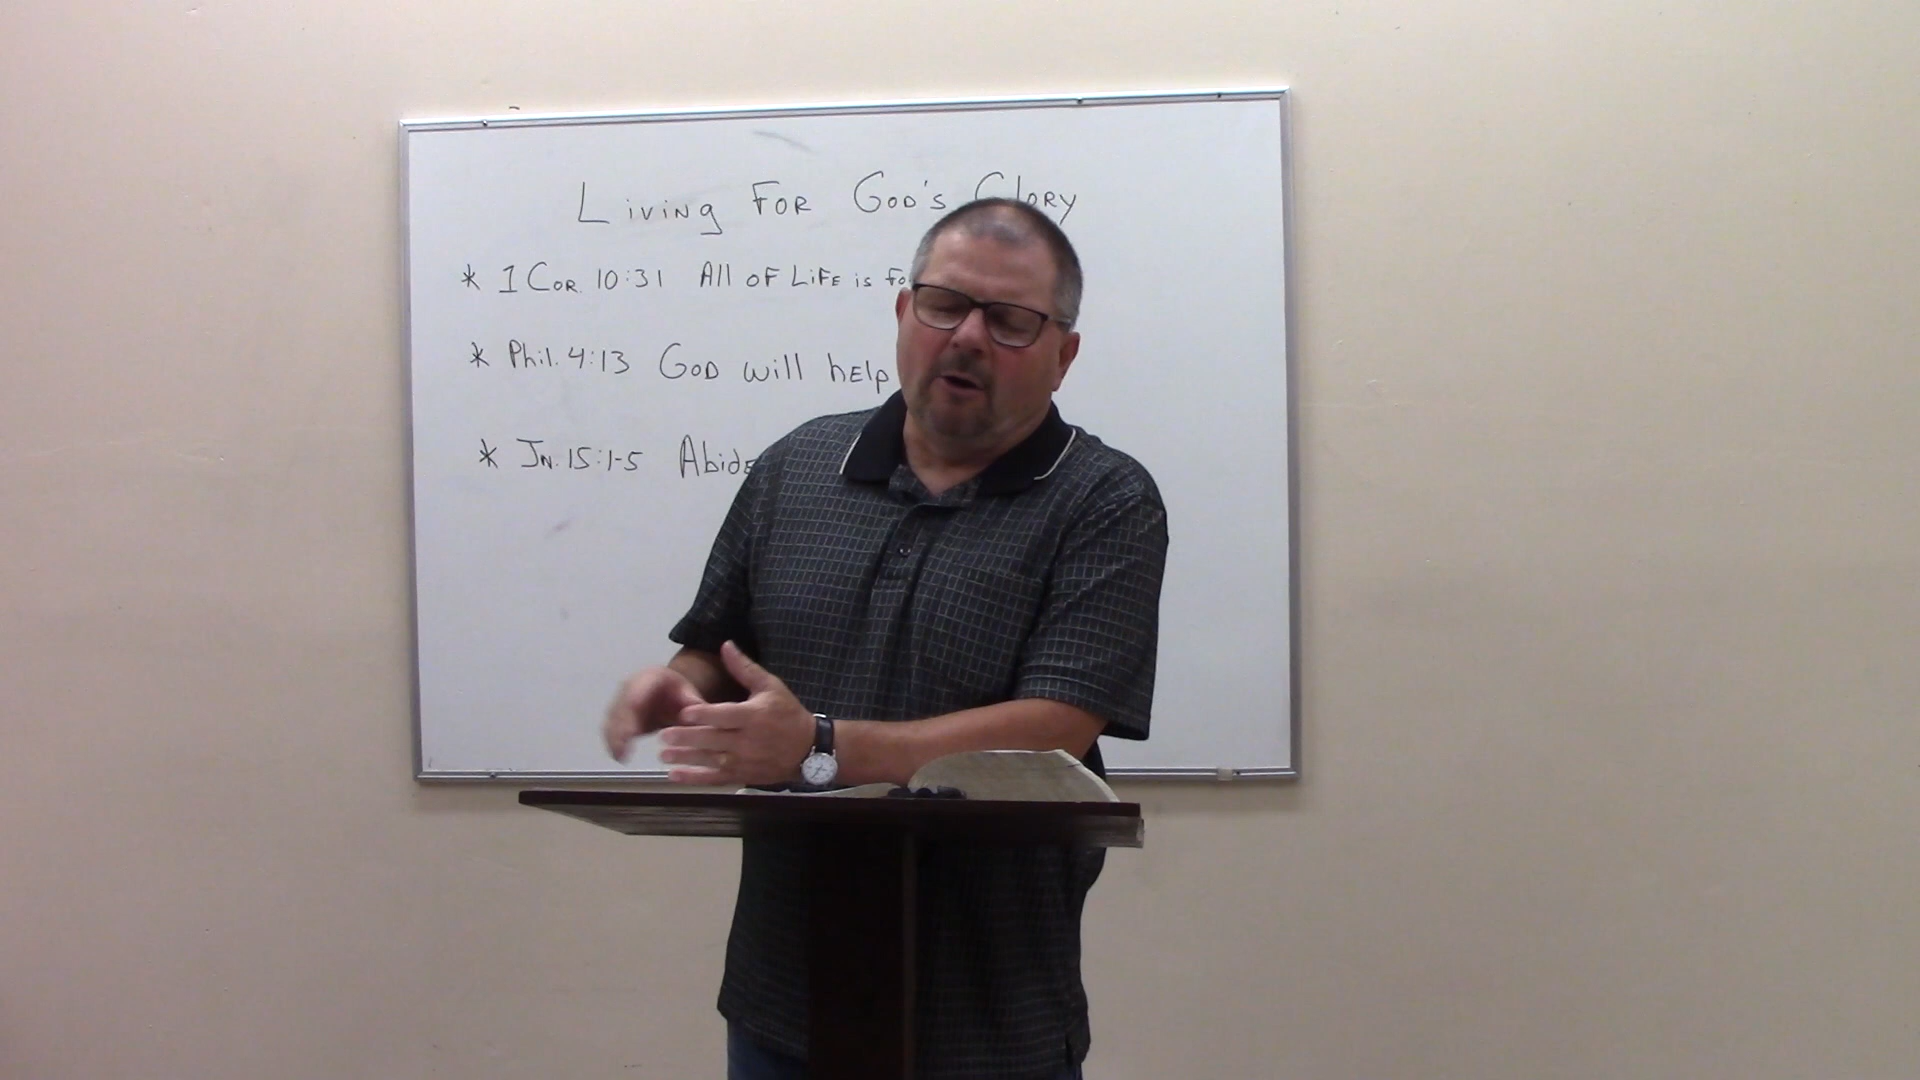 Living For God's Glory
* 1 Cor. 10:31 All of Life is
* Phil. 4:13 God will help
* Jn. 15:1-5 Abide